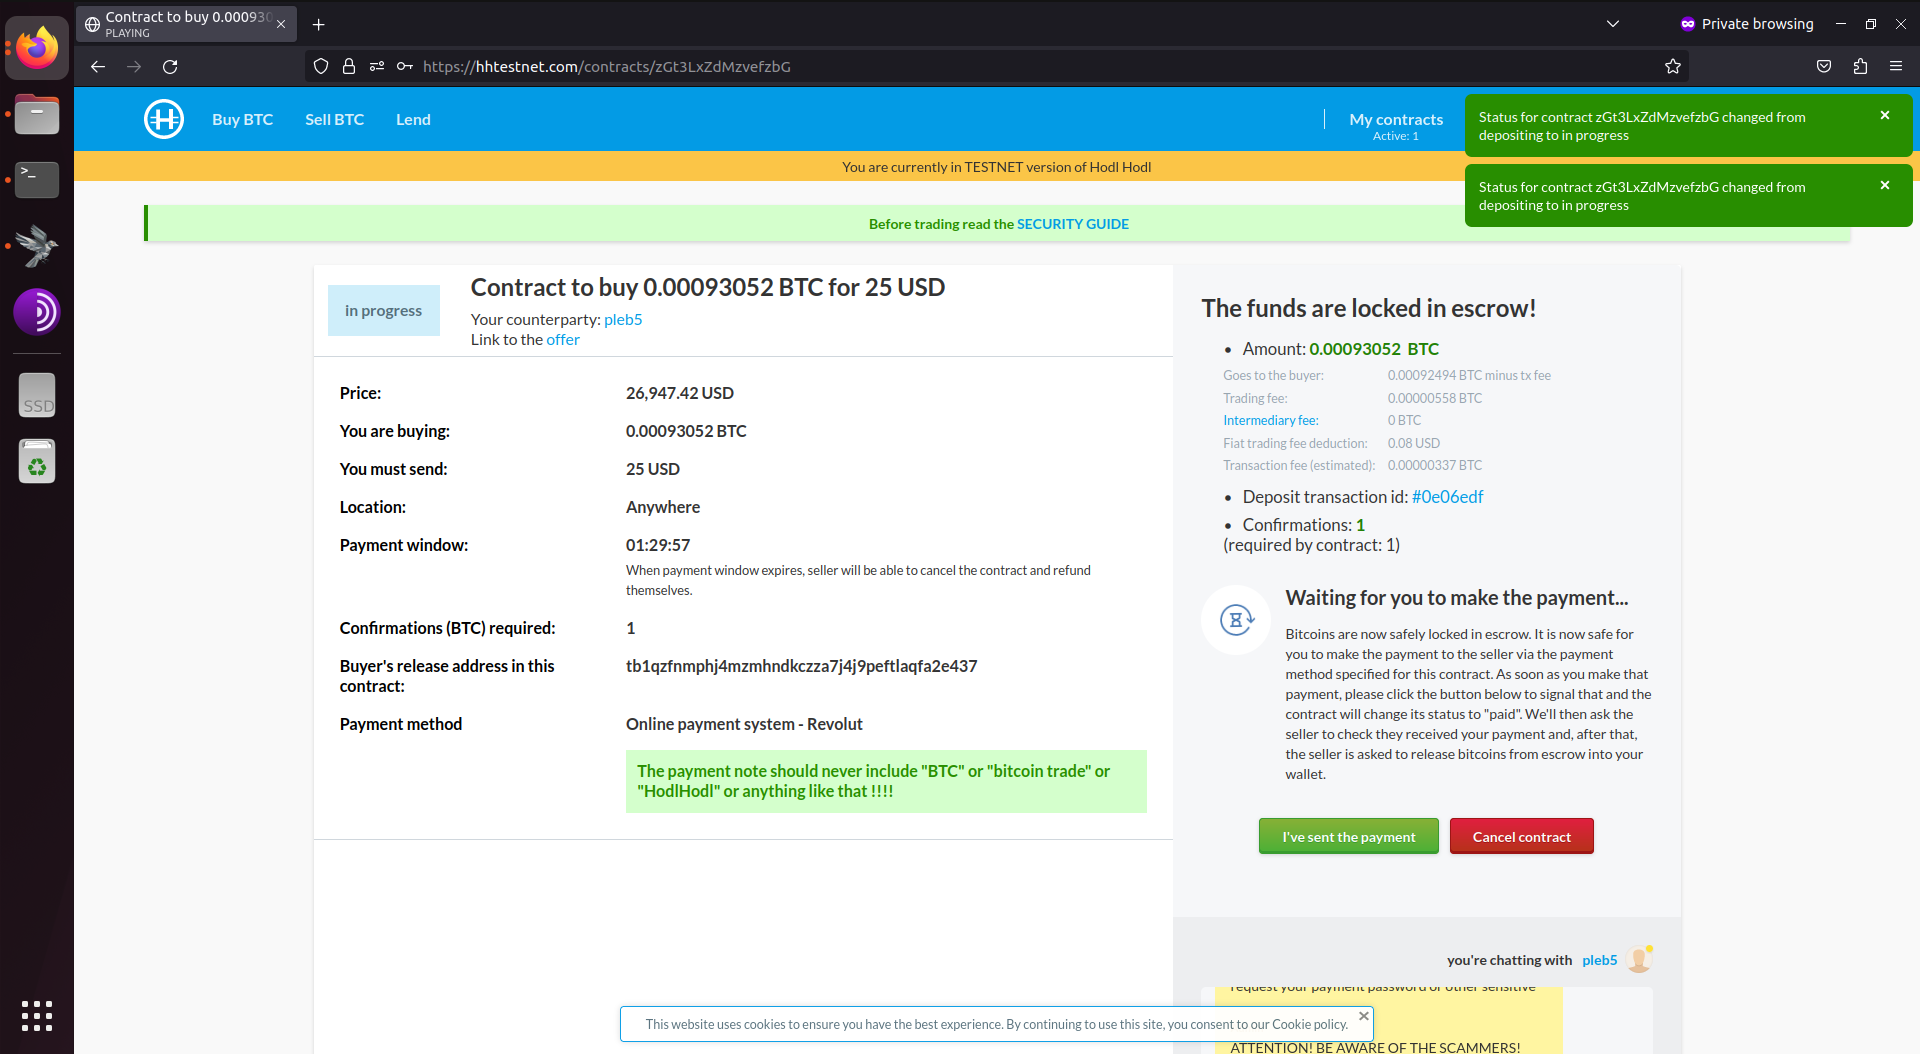 Contract to buy 0.000930
PLAYING
Private browsing
https://hhtestnet.com/contracts/zGt3LxZdMzvefzbG
Buy BTC
Sell BTC
Lend
My contracts
Active: 1
Status for contract zGt3LxZdMzvefzbG changed from
depositing to in progress
Status for contract zGt3LxZdMzvefzbG changed from
depositing to in progress
You are currently in TESTNET version of Hodl Hodl
Before trading read the SECURITY GUIDE
in progress
Contract to buy 0.00093052 BTC for 25 USD
Your counterparty: pleb5
Link to the offer
Price: 26,947.42 USD
You are buying: 0.00093052 BTC
You must send: 25 USD
Location: Anywhere
Payment window: 01:29:57
When payment window expires, seller will be able to cancel the contract and refund
themselves.
Confirmations (BTC) required: 1
Buyer's release address in this
contract:
tb1qzfnmphj4mzmhndkczza7j4j9peftlaqfa2e437
Payment method Online payment system - Revolut
The payment note should never include "BTC" or "bitcoin trade" or
"HodlHodl" or anything like that !!!!
The funds are locked in escrow!
• Amount: 0.00093052 BTC
Goes to the buyer: 0.00092494 BTC minus tx fee
Trading fee: 0.00000558 BTC
Intermediary fee: 0 BTC
Fiat trading fee deduction: 0.08 USD
Transaction fee (estimated): 0.00000337 BTC
• Deposit transaction id: #0e06edf
• Confirmations: 1
(required by contract: 1)
Waiting for you to make the payment...
Bitcoins are now safely locked in escrow. It is now safe for
you to make the payment to the seller via the payment
method specified for this contract. As soon as you make that
payment, please click the button below to signal that and the
contract will change its status to "paid". We'll then ask the
seller to check they received your payment and, after that,
the seller is asked to release bitcoins from escrow into your
wallet.
I've sent the payment
Cancel contract
you're chatting with pleb5
request your payment password or other sensitive
ATTENTION! BE AWARE OF THE SCAMMERS!
This website uses cookies to ensure you have the best experience. By continuing to use this site, you consent to our Cookie policy.
SSD